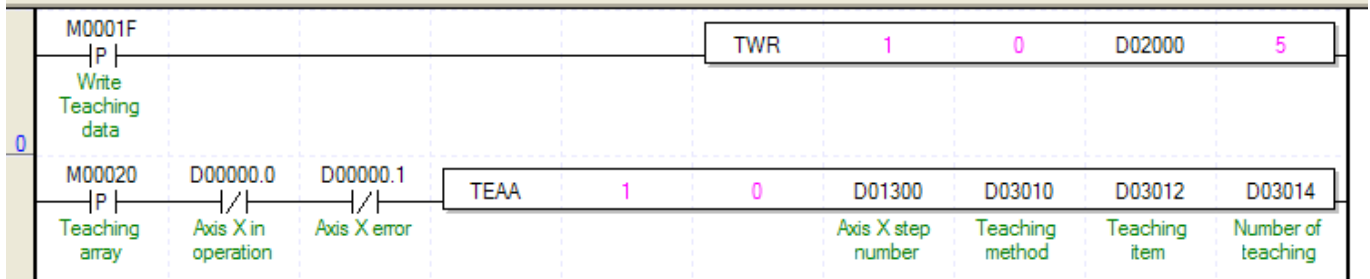 M0001F
P
TWR 1 0 D02000 5
Write
Teaching
data
0
M00020 D00000.0 D00000.1
P
TEAA 1 0 D01300 D03010 D03012 D03014
Teaching Axis X in Axis X error Axis X step Teaching Teaching Number of
array operation number method item teaching